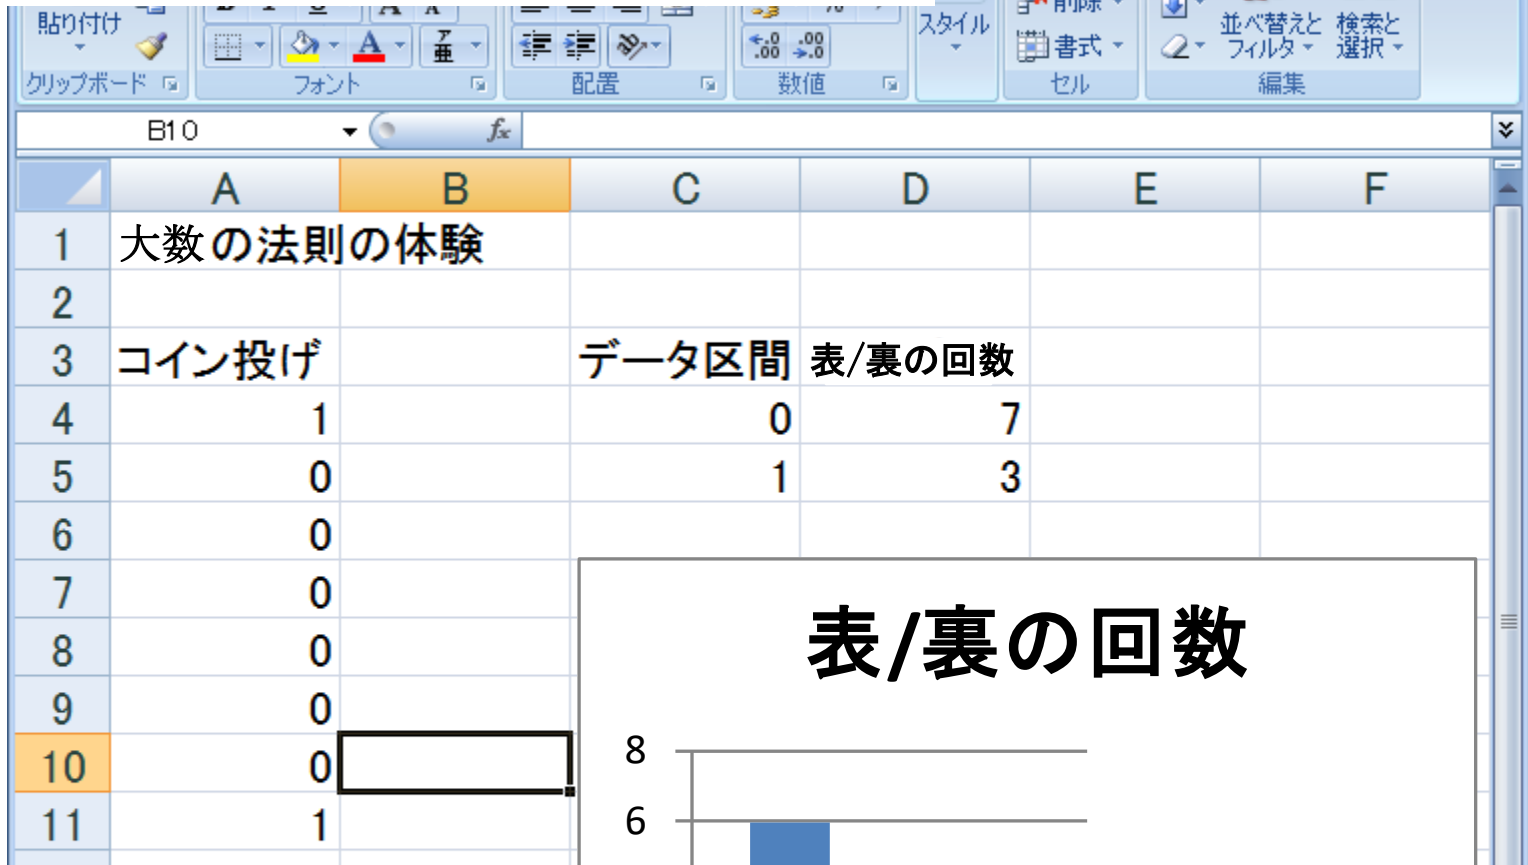 貼り付け
スタイル
削除
書式
並べ替えと 検索と
フィルタ 選択
クリップボード フォント 配置 数値 セル 編集
B10 fx
A B C D E F
1 大数の法則の体験
2
3 コイン投げ データ区間 表/裏の回数
4 1 0 7
5 0 1 3
6 0
7 0
8 0
9 0
10 0
11 1
表/裏の回数
8
6